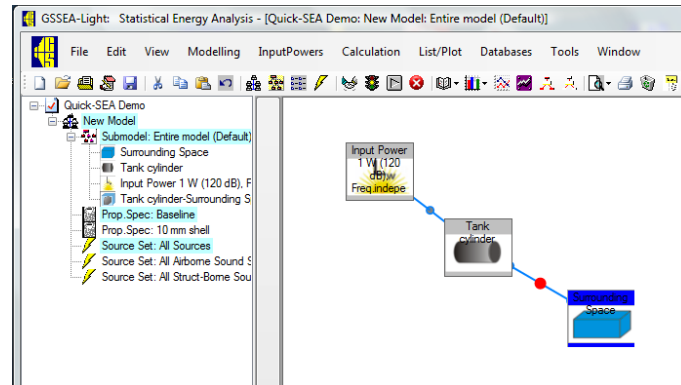 GSSEA-Light: Statistical Energy Analysis - [Quick-SEA Demo: New Model: Entire model (Default)]
File Edit View Modelling InputPowers Calculation List/Plot Databases Tools Window
Quick-SEA Demo
New Model
Submodel: Entire model (Default)
Surrounding Space
Tank cylinder
Input Power 1 W (120 dB), F
Tank cylinder-Surrounding S
Prop.Spec: Baseline
Prop.Spec: 10 mm shell
Source Set: All Sources
Source Set: All Airborne Sound S
Source Set: All Struct-Borne Sou
Input Power
1 W (120
dB),w
Freq.indepe
Tank
cylinder
Surrounding
Space